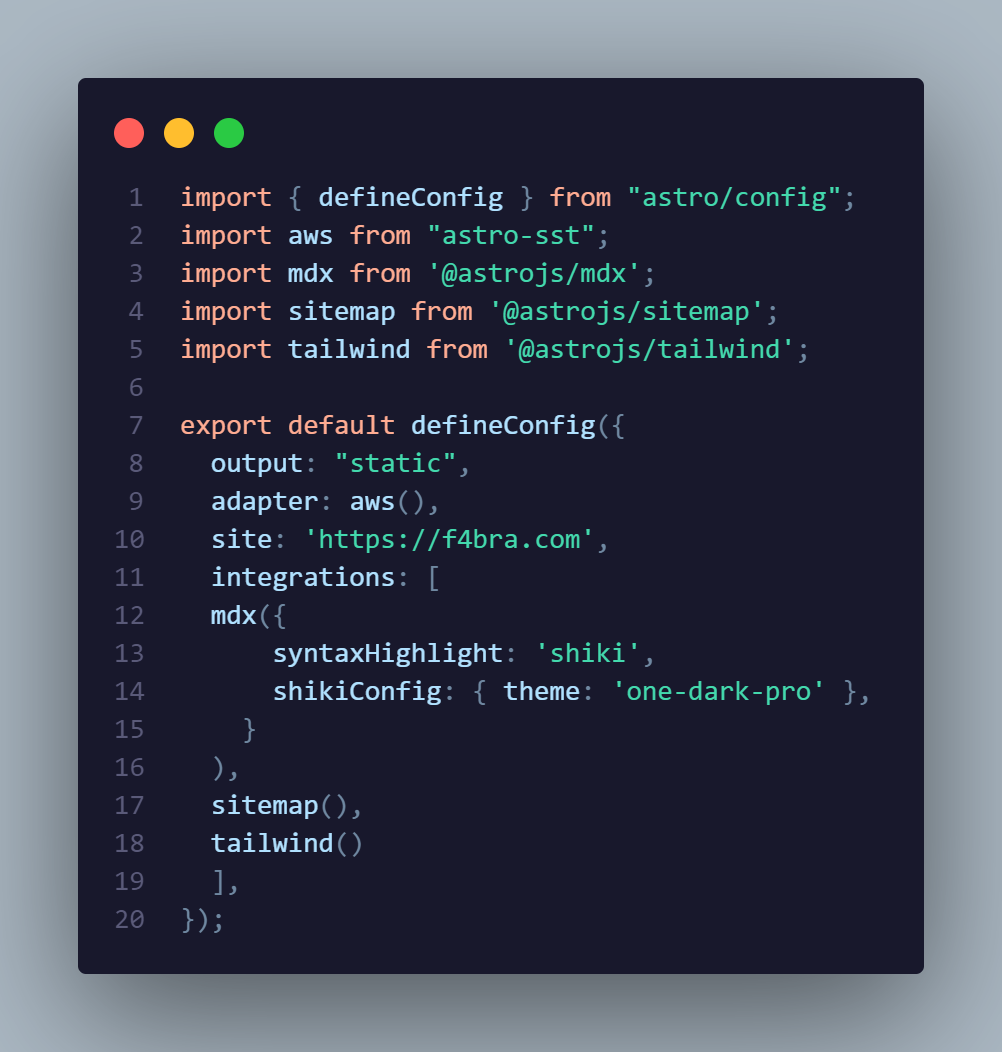 1 import { defineConfig } from "astro/config";
2 import aws from "astro-sst";
3 import mdx from '@astrojs/mdx';
4 import sitemap from '@astrojs/sitemap';
5 import tailwind from '@astrojs/tailwind';
6
7 export default defineConfig({
8   output: "static",
9   adapter: aws(),
10   site: 'https://f4bra.com',
11   integrations: [
12   mdx({
13       syntaxHighlight: 'shiki',
14       shikiConfig: { theme: 'one-dark-pro' },
15     }
16   ),
17   sitemap(),
18   tailwind()
19   ],
20 });